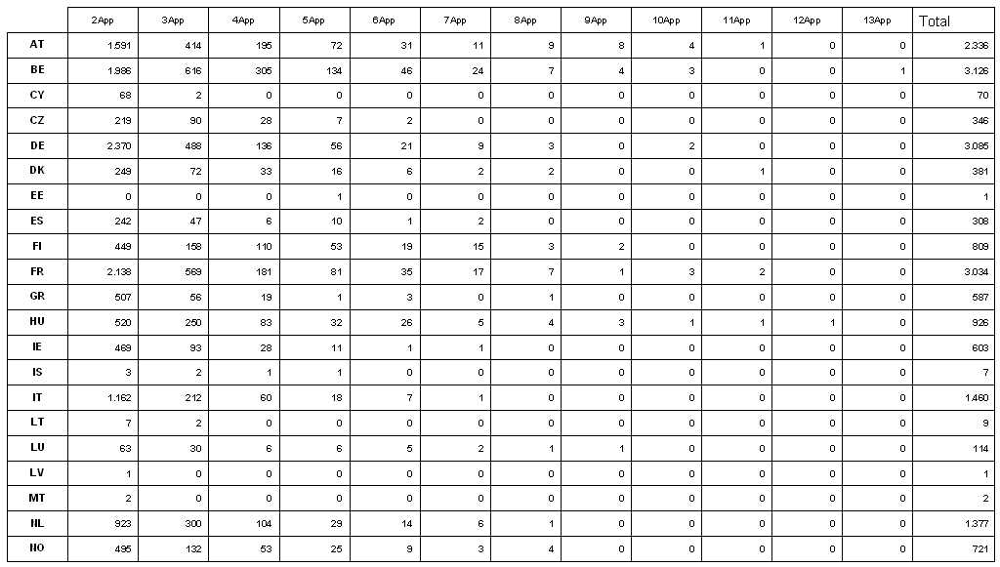 2App 3App 4App 5App 6App 7App 8App 9App 10App 11App 12App 13App Total
AT 1.591 414 195 72 31 11 9 8 4 1 0 0 2.336
BE 1.986 616 305 134 46 24 7 4 3 0 0 1 3.126
CY 68 2 0 0 0 0 0 0 0 0 0 0 70
CZ 219 90 28 7 2 0 0 0 0 0 0 0 346
DE 2.370 488 136 56 21 9 3 0 2 0 0 0 3.085
DK 249 72 33 16 6 2 2 0 0 1 0 0 381
EE 0 0 0 1 0 0 0 0 0 0 0 0 1
ES 242 47 6 10 1 2 0 0 0 0 0 0 308
FI 449 158 110 53 19 15 3 2 0 0 0 0 809
FR 2.138 569 181 81 35 17 7 1 3 2 0 0 3.034
GR 507 56 19 1 3 0 1 0 0 0 0 0 587
HU 520 250 83 32 26 5 4 3 1 1 1 0 926
IE 469 93 28 11 1 1 0 0 0 0 0 0 603
IS 3 2 1 1 0 0 0 0 0 0 0 0 7
IT 1.162 212 60 18 7 1 0 0 0 0 0 0 1.460
LT 7 2 0 0 0 0 0 0 0 0 0 0 9
LU 63 30 6 6 5 2 1 1 0 0 0 0 114
LV 1 0 0 0 0 0 0 0 0 0 0 0 1
MT 2 0 0 0 0 0 0 0 0 0 0 0 2
NL 923 300 104 29 14 6 1 0 0 0 0 0 1.377
NO 495 132 53 25 9 3 4 0 0 0 0 0 721